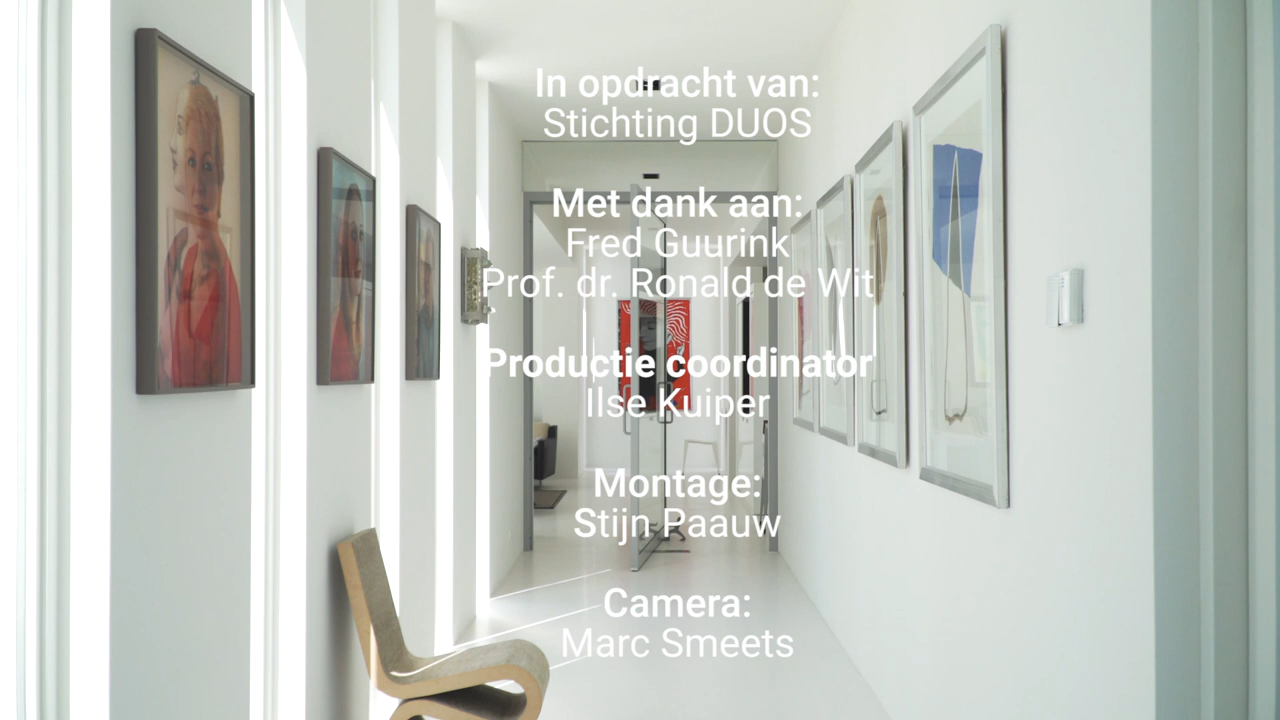 In opdracht van:
Stichting DUOS
Met dank aan:
Fred Guurink
Prof. dr. Ronald de Wit
Productie coordinator
Ilse Kuiper
Montage:
Stijn Paauw
Camera:
Marc Smeets